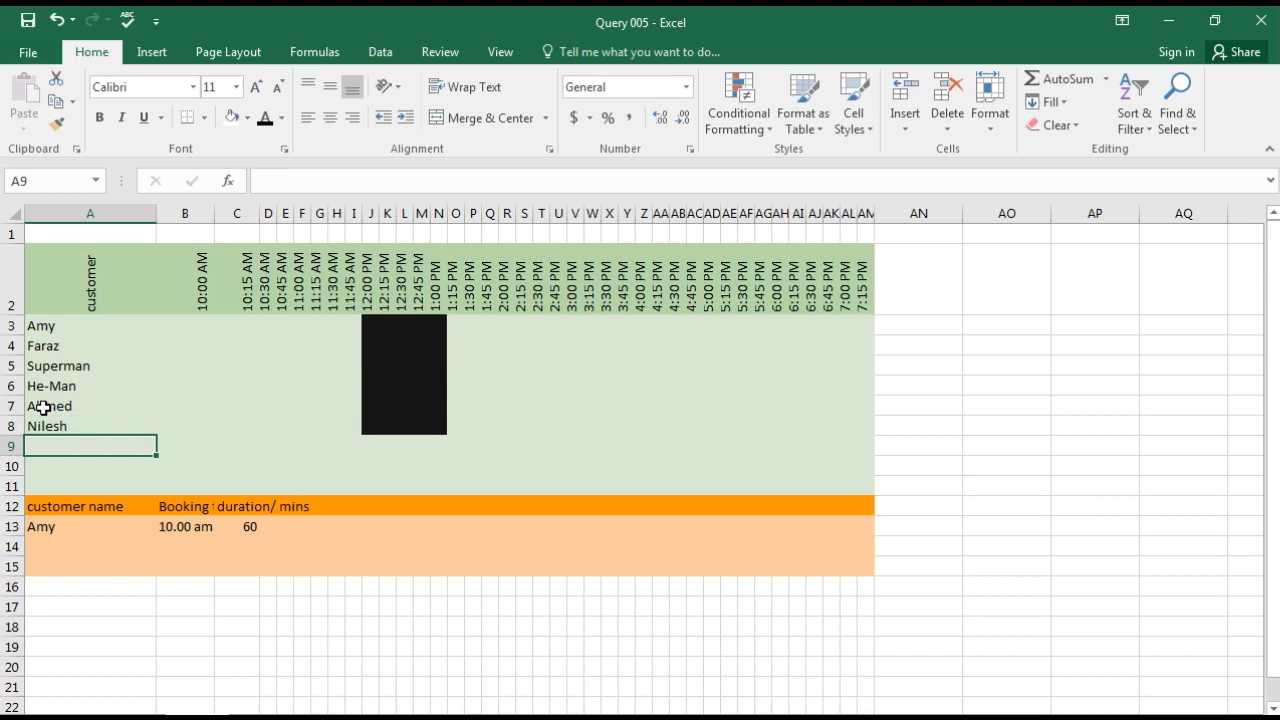 Query 005 - Excel
File Home Insert Page Layout Formulas Data Review View Tell me what you want to do... Sign in Share
Paste Calibri 11 Wrap Text General Conditional Formatting Format as Table Cell Styles Insert Delete Format AutoSum Fill Clear Sort & Filter Find & Select
B I U A Merge & Center $ % ,
Clipboard Font Alignment Number Styles Cells Editing
A9 fx
A B C D E F G H I J K L M N O P Q R S T U V W X Y Z AA AB AC AD AE AF AG AH AI AJ AK AL AM AN AO AP AQ
1
2 customer 10:00 AM 10:15 AM 10:30 AM 10:45 AM 11:00 AM 11:15 AM 11:30 AM 11:45 AM 12:00 PM 12:15 PM 12:30 PM 12:45 PM 1:00 PM 1:15 PM 1:30 PM 1:45 PM 2:00 PM 2:15 PM 2:30 PM 2:45 PM 3:00 PM 3:15 PM 3:30 PM 3:45 PM 4:00 PM 4:15 PM 4:30 PM 4:45 PM 5:00 PM 5:15 PM 5:30 PM 5:45 PM 6:00 PM 6:15 PM 6:30 PM 6:45 PM 7:00 PM 7:15 PM
3 Amy
4 Faraz
5 Superman
6 He-Man
7
8 Nilesh
9
10
11
12 customer name Booking duration/ mins
13 Amy 10.00 am 60
14
15
16
17
18
19
20
21
22